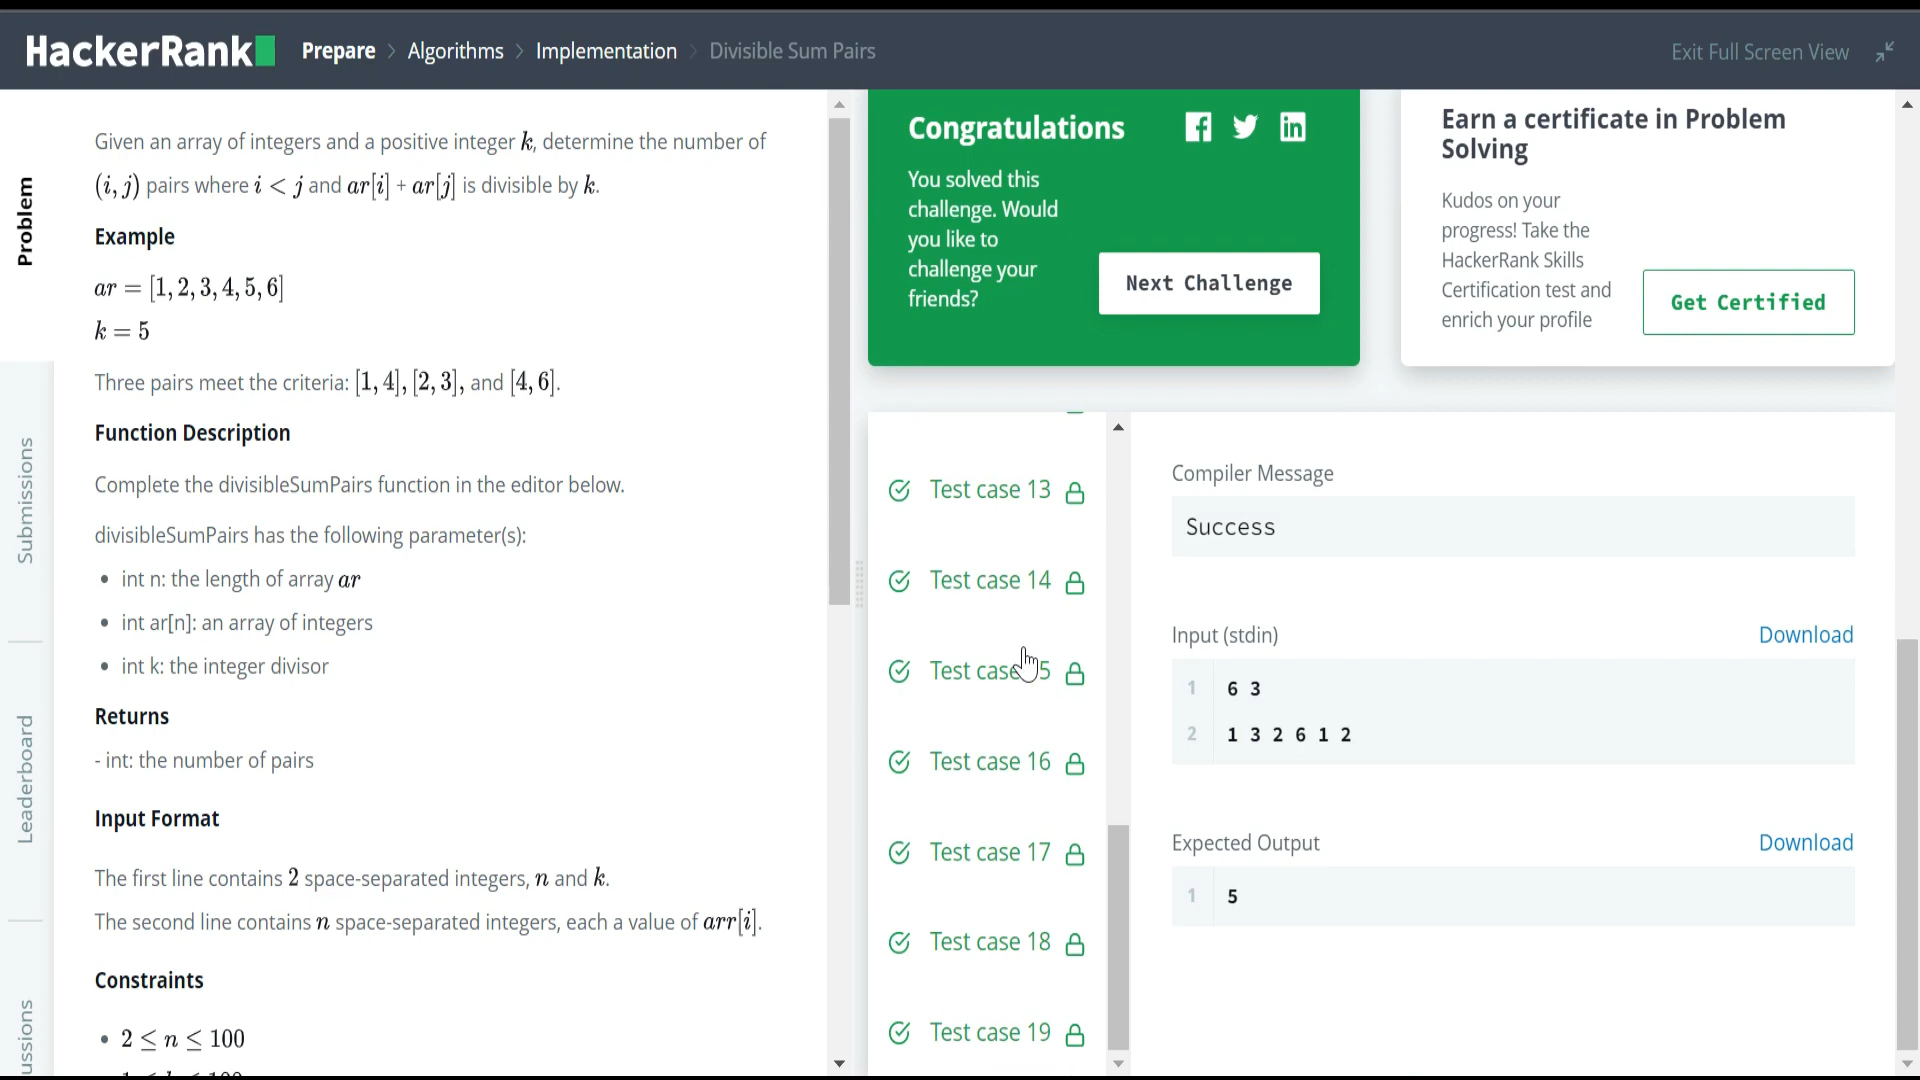 HackerRank Prepare > Algorithms > Implementation > Divisible Sum Pairs
Exit Full Screen View
Problem
Submissions
Leaderboard
Given an array of integers and a positive integer k, determine the number of
(i, j) pairs where i < j and ar[i] + ar[j] is divisible by k.
Example
ar = [1, 2, 3, 4, 5, 6]
k = 5
Three pairs meet the criteria: [1, 4], [2, 3], and [4, 6].
Function Description
Complete the divisibleSumPairs function in the editor below.
divisibleSumPairs has the following parameter(s):
• int n: the length of array ar
• int ar[n]: an array of integers
• int k: the integer divisor
Returns
- int: the number of pairs
Input Format
The first line contains 2 space-separated integers, n and k.
The second line contains n space-separated integers, each a value of arr[i].
Constraints
• 2 ≤ n ≤ 100
Congratulations
You solved this
challenge. Would
you like to
challenge your
friends?
Next Challenge
Earn a certificate in Problem
Solving
Kudos on your
progress! Take the
HackerRank Skills
Certification test and
enrich your profile
Get Certified
Test case 13
Test case 14
Test case 5
Test case 16
Test case 17
Test case 18
Test case 19
Compiler Message
Success
Input (stdin) Download
1 6 3
2 1 3 2 6 1 2
Expected Output Download
1 5